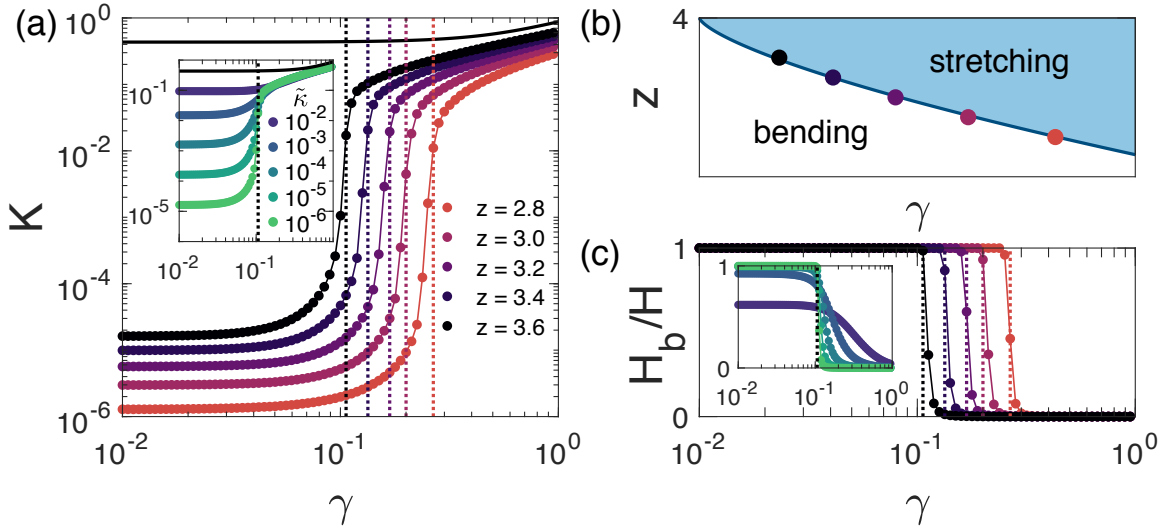 (a)
K
10^0
10^-2
10^-4
10^-6
10^-2
10^-1
10^0
γ
10^-1
10^-5
10^-2
10^-1
10^0
κ̃
10^-2
10^-3
10^-4
10^-5
10^-6
z = 2.8
z = 3.0
z = 3.2
z = 3.4
z = 3.6
(b)
4
z
stretching
bending
γ
(c)
H_b/H
1
0
10^-2
10^-1
10^0
γ
1
0
10^-2
10^-1
10^0